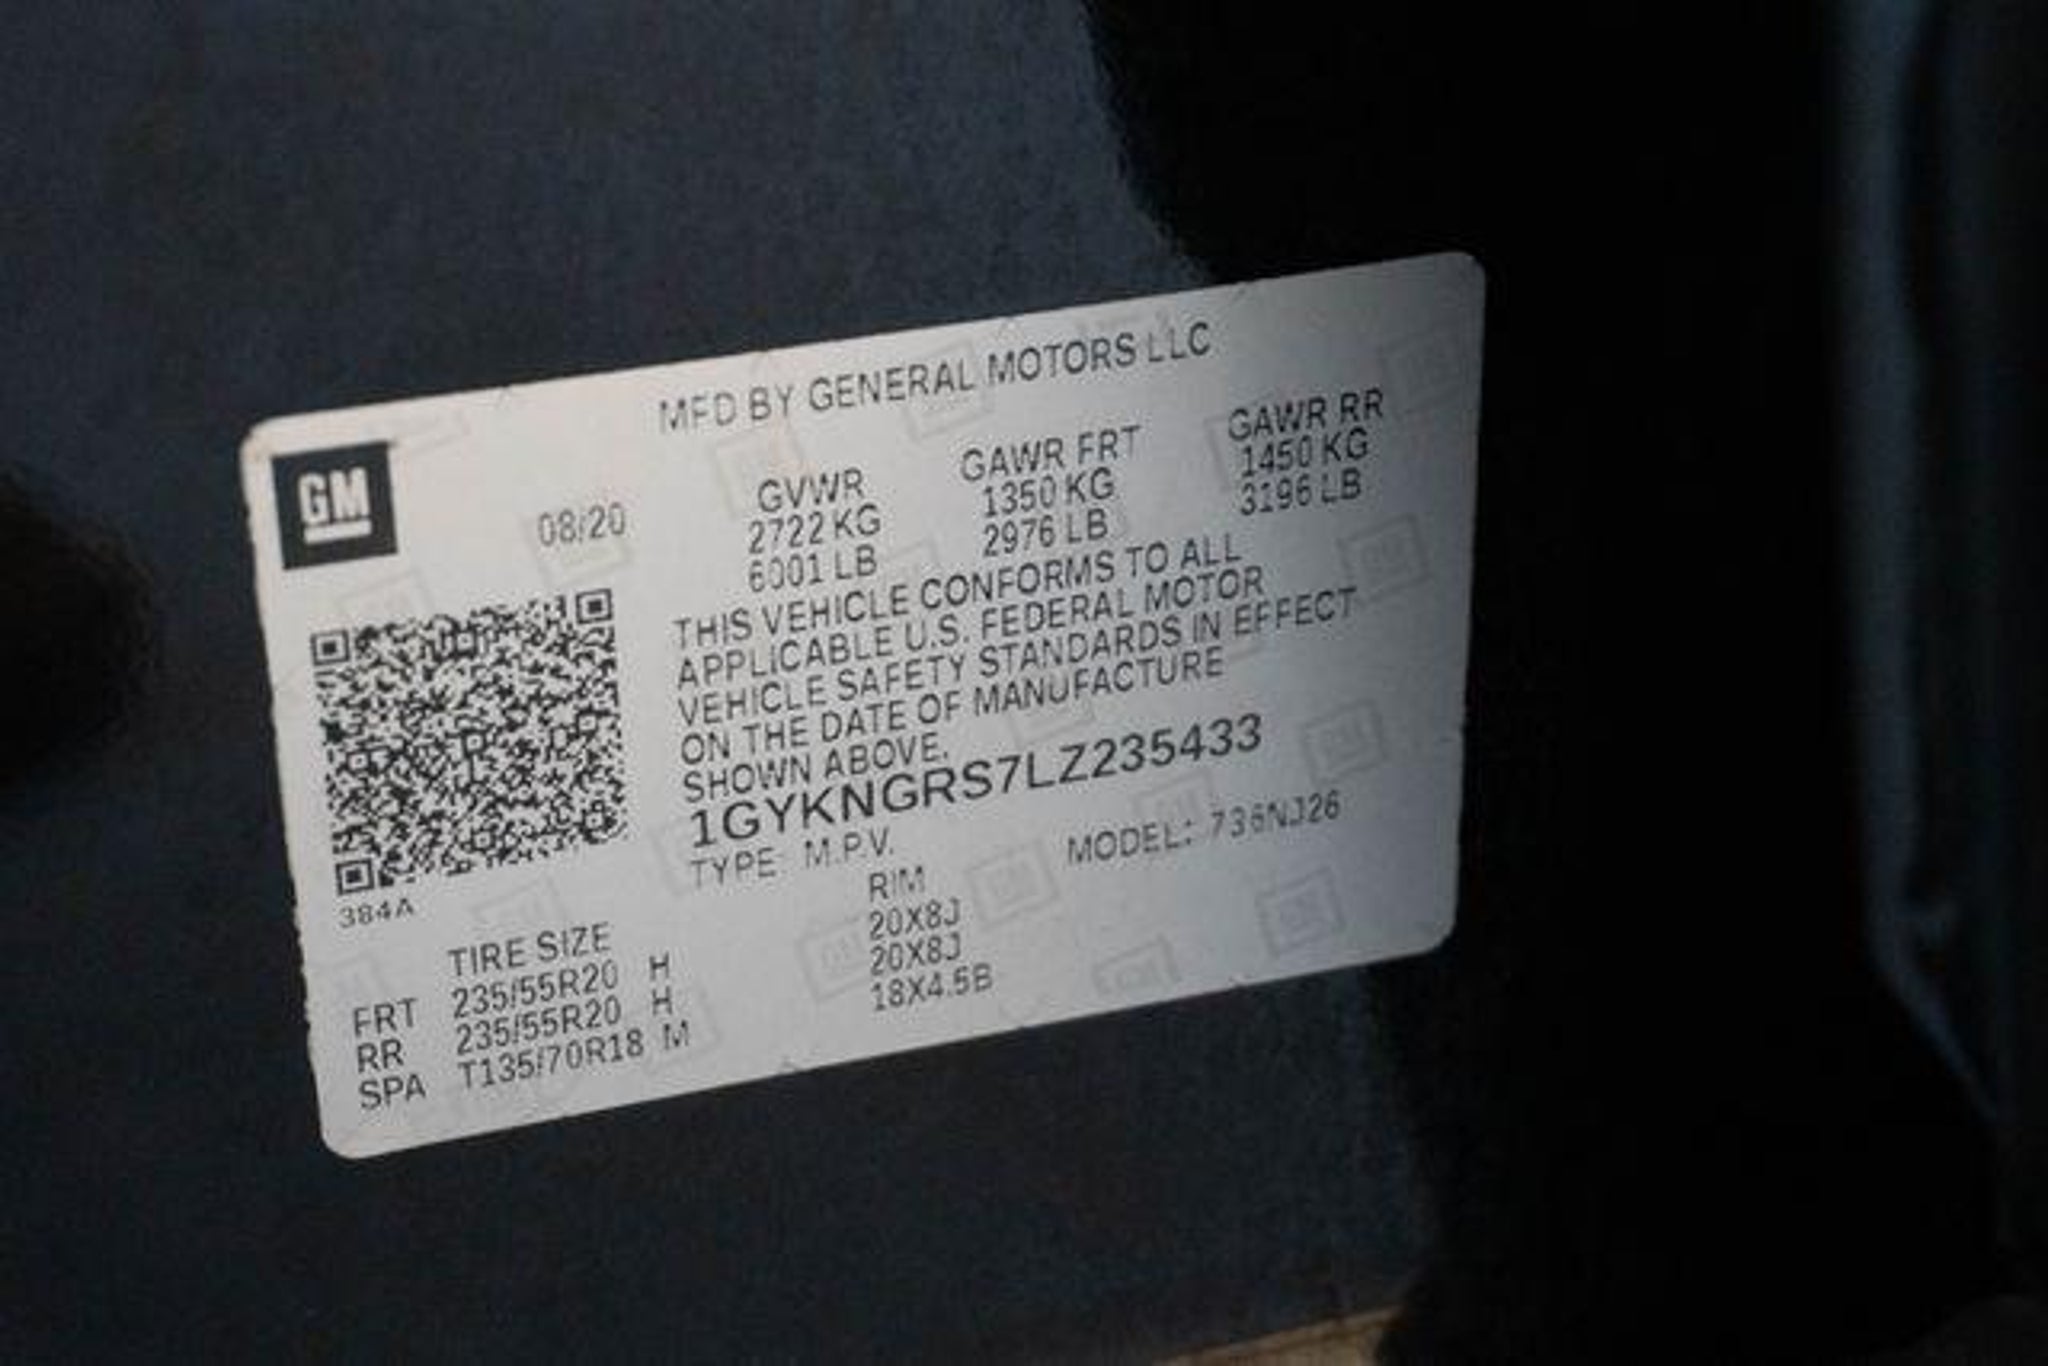 MFD BY GENERAL MOTORS LLC
GM
08/20
GVWR GAWR FRT GAWR RR
2722 KG 1350 KG 1450 KG
6001 LB 2976 LB 3196 LB
THIS VEHICLE CONFORMS TO ALL
APPLICABLE U.S. FEDERAL MOTOR
VEHICLE SAFETY STANDARDS IN EFFECT
ON THE DATE OF MANUFACTURE
SHOWN ABOVE.
1GYKNGRS7LZ235433
TYPE: M.P.V. MODEL: 736NJ26
384A
TIRE SIZE RIM
FRT 235/55R20 H 20X8J
RR 235/55R20 H 20X8J
SPA T135/70R18 M 18X4.5B